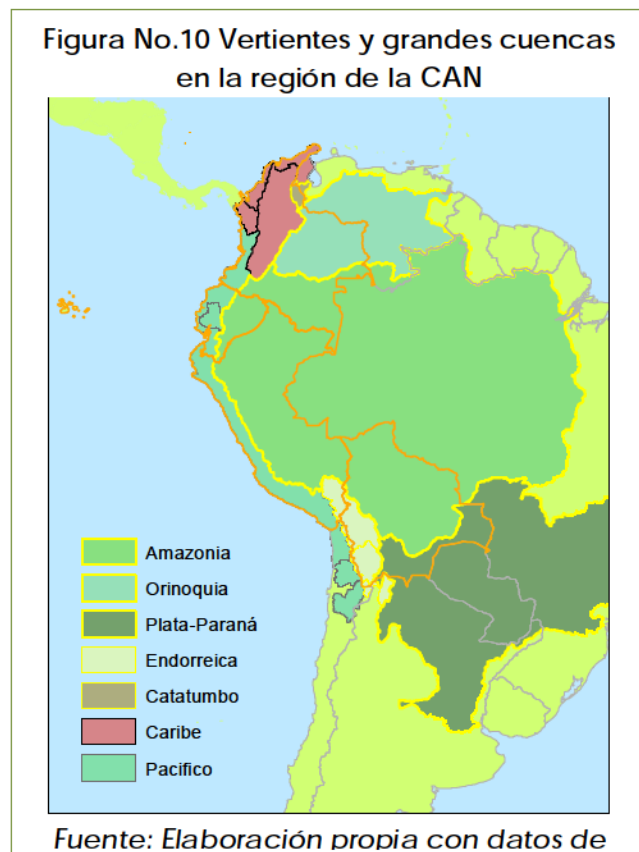 Figura No.10 Vertientes y grandes cuencas
en la región de la CAN
Amazonia
Orinoquia
Plata-Paraná
Endorreica
Catatumbo
Caribe
Pacifico
Fuente: Elaboración propia con datos de